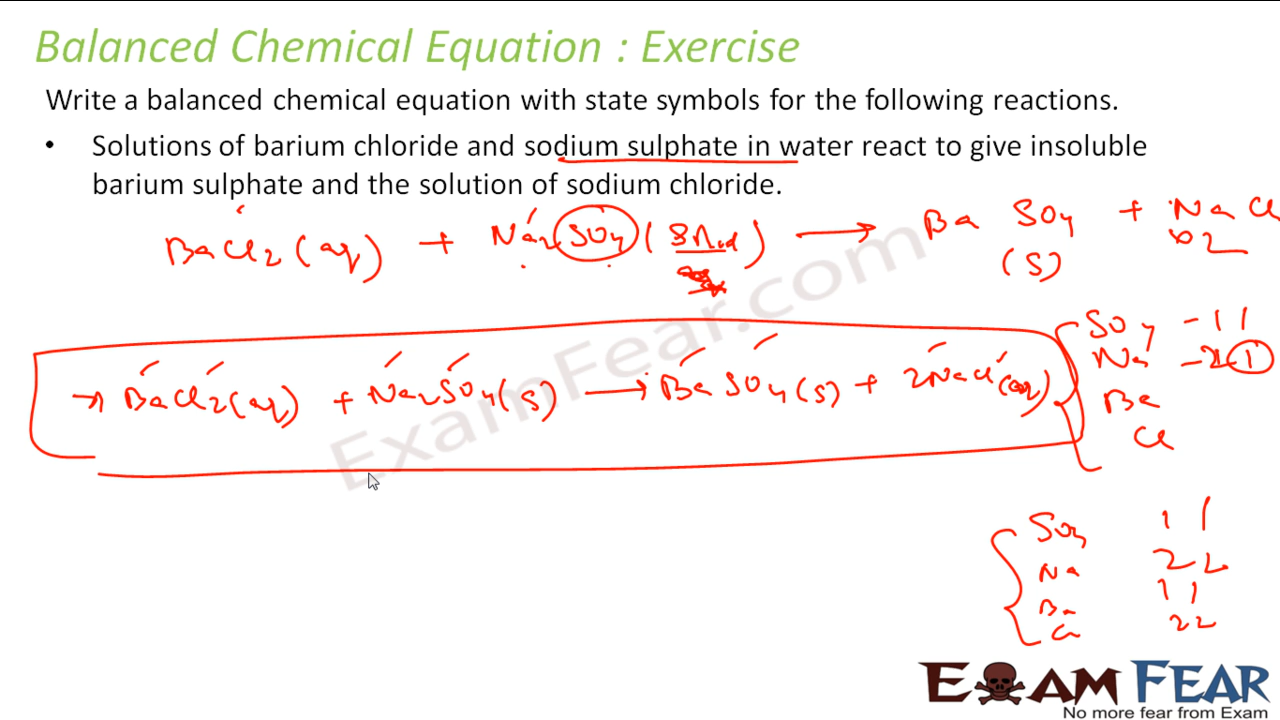 Balanced Chemical Equation : Exercise
Write a balanced chemical equation with state symbols for the following reactions.
• Solutions of barium chloride and sodium sulphate in water react to give insoluble
barium sulphate and the solution of sodium chloride.
BaCl2 (aq) + Na2SO4 ( ) → Ba SO4 + NaCl
(S)
→ BaCl2 (aq) + Na2SO4 (S) → BaSO4 (S) + 2NaCl (aq)
SO4 - 1 1
Na - 2 1
Ba
Cl
SO4 1 1
Na 2 2
Ba 1 1
Cl 2 2
ExamFear.com
EXAM FEAR
No more fear from Exam